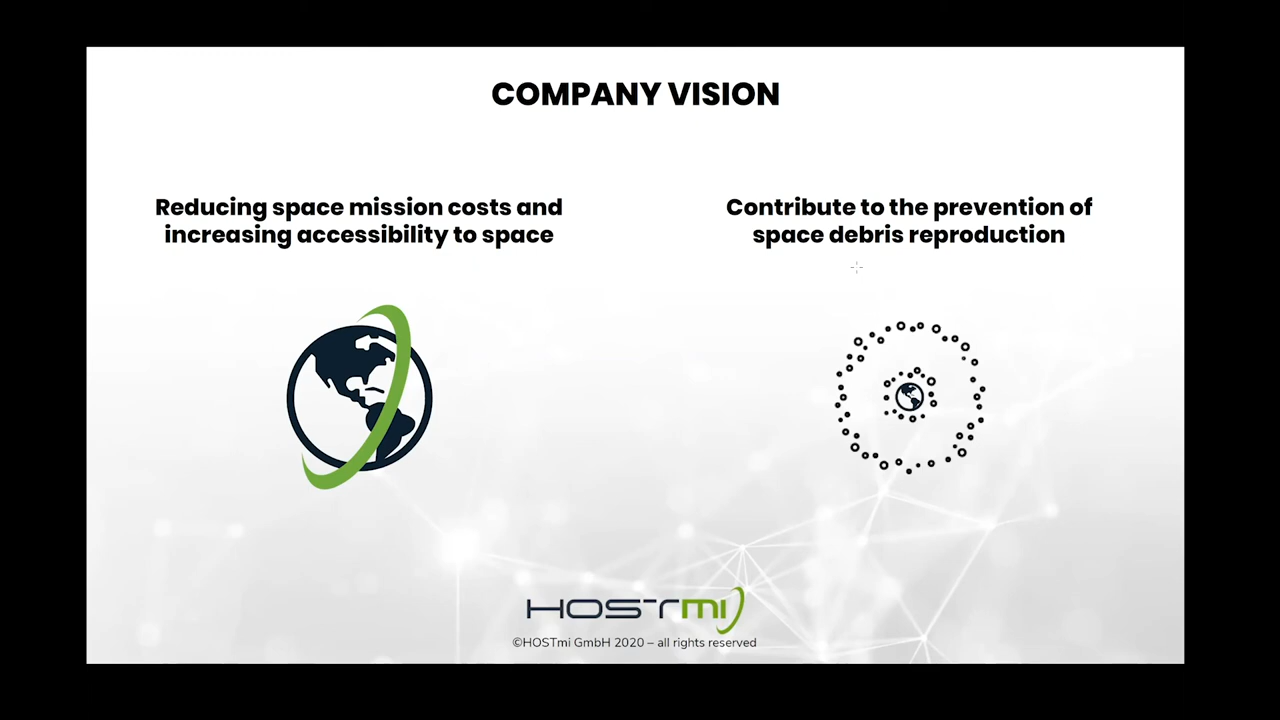 COMPANY VISION
Reducing space mission costs and
increasing accessibility to space
Contribute to the prevention of
space debris reproduction
HOSTmi
©HOSTmi GmbH 2020 – all rights reserved